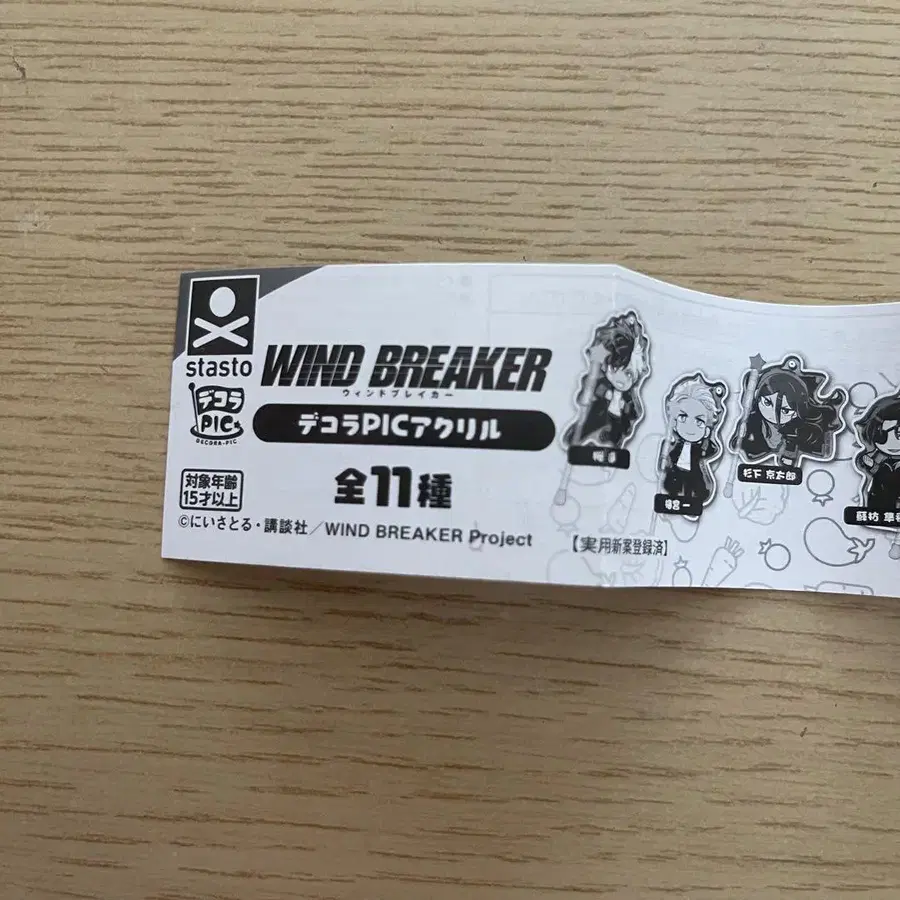 stasto
デコラ
PIC
DECORA-PIC
WIND BREAKER
ウィンドブレイカー
デコラPICアクリル
全11種
対象年齢
15才以上
©にいさとる・講談社／WIND BREAKER Project
【実用新案登録済】
杉下 京太郎
蘇枋